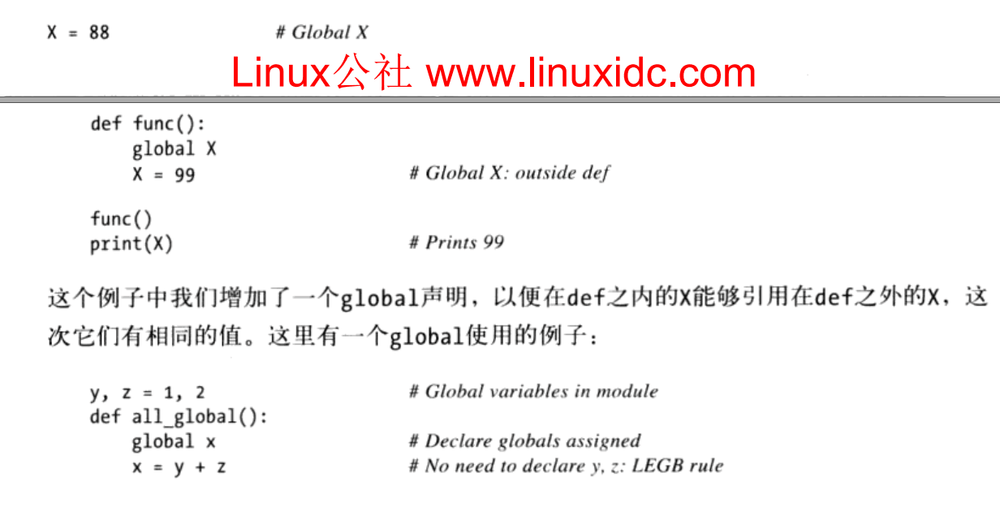 X = 88 # Global X
Linux公社 www.linuxidc.com
def func():
global X
X = 99 # Global X: outside def
func()
print(X) # Prints 99
这个例子中我们增加了一个global声明，以便在def之内的X能够引用在def之外的X，这
次它们有相同的值。这里有一个global使用的例子：
y, z = 1, 2 # Global variables in module
def all_global():
global x # Declare globals assigned
x = y + z # No need to declare y, z: LEGB rule